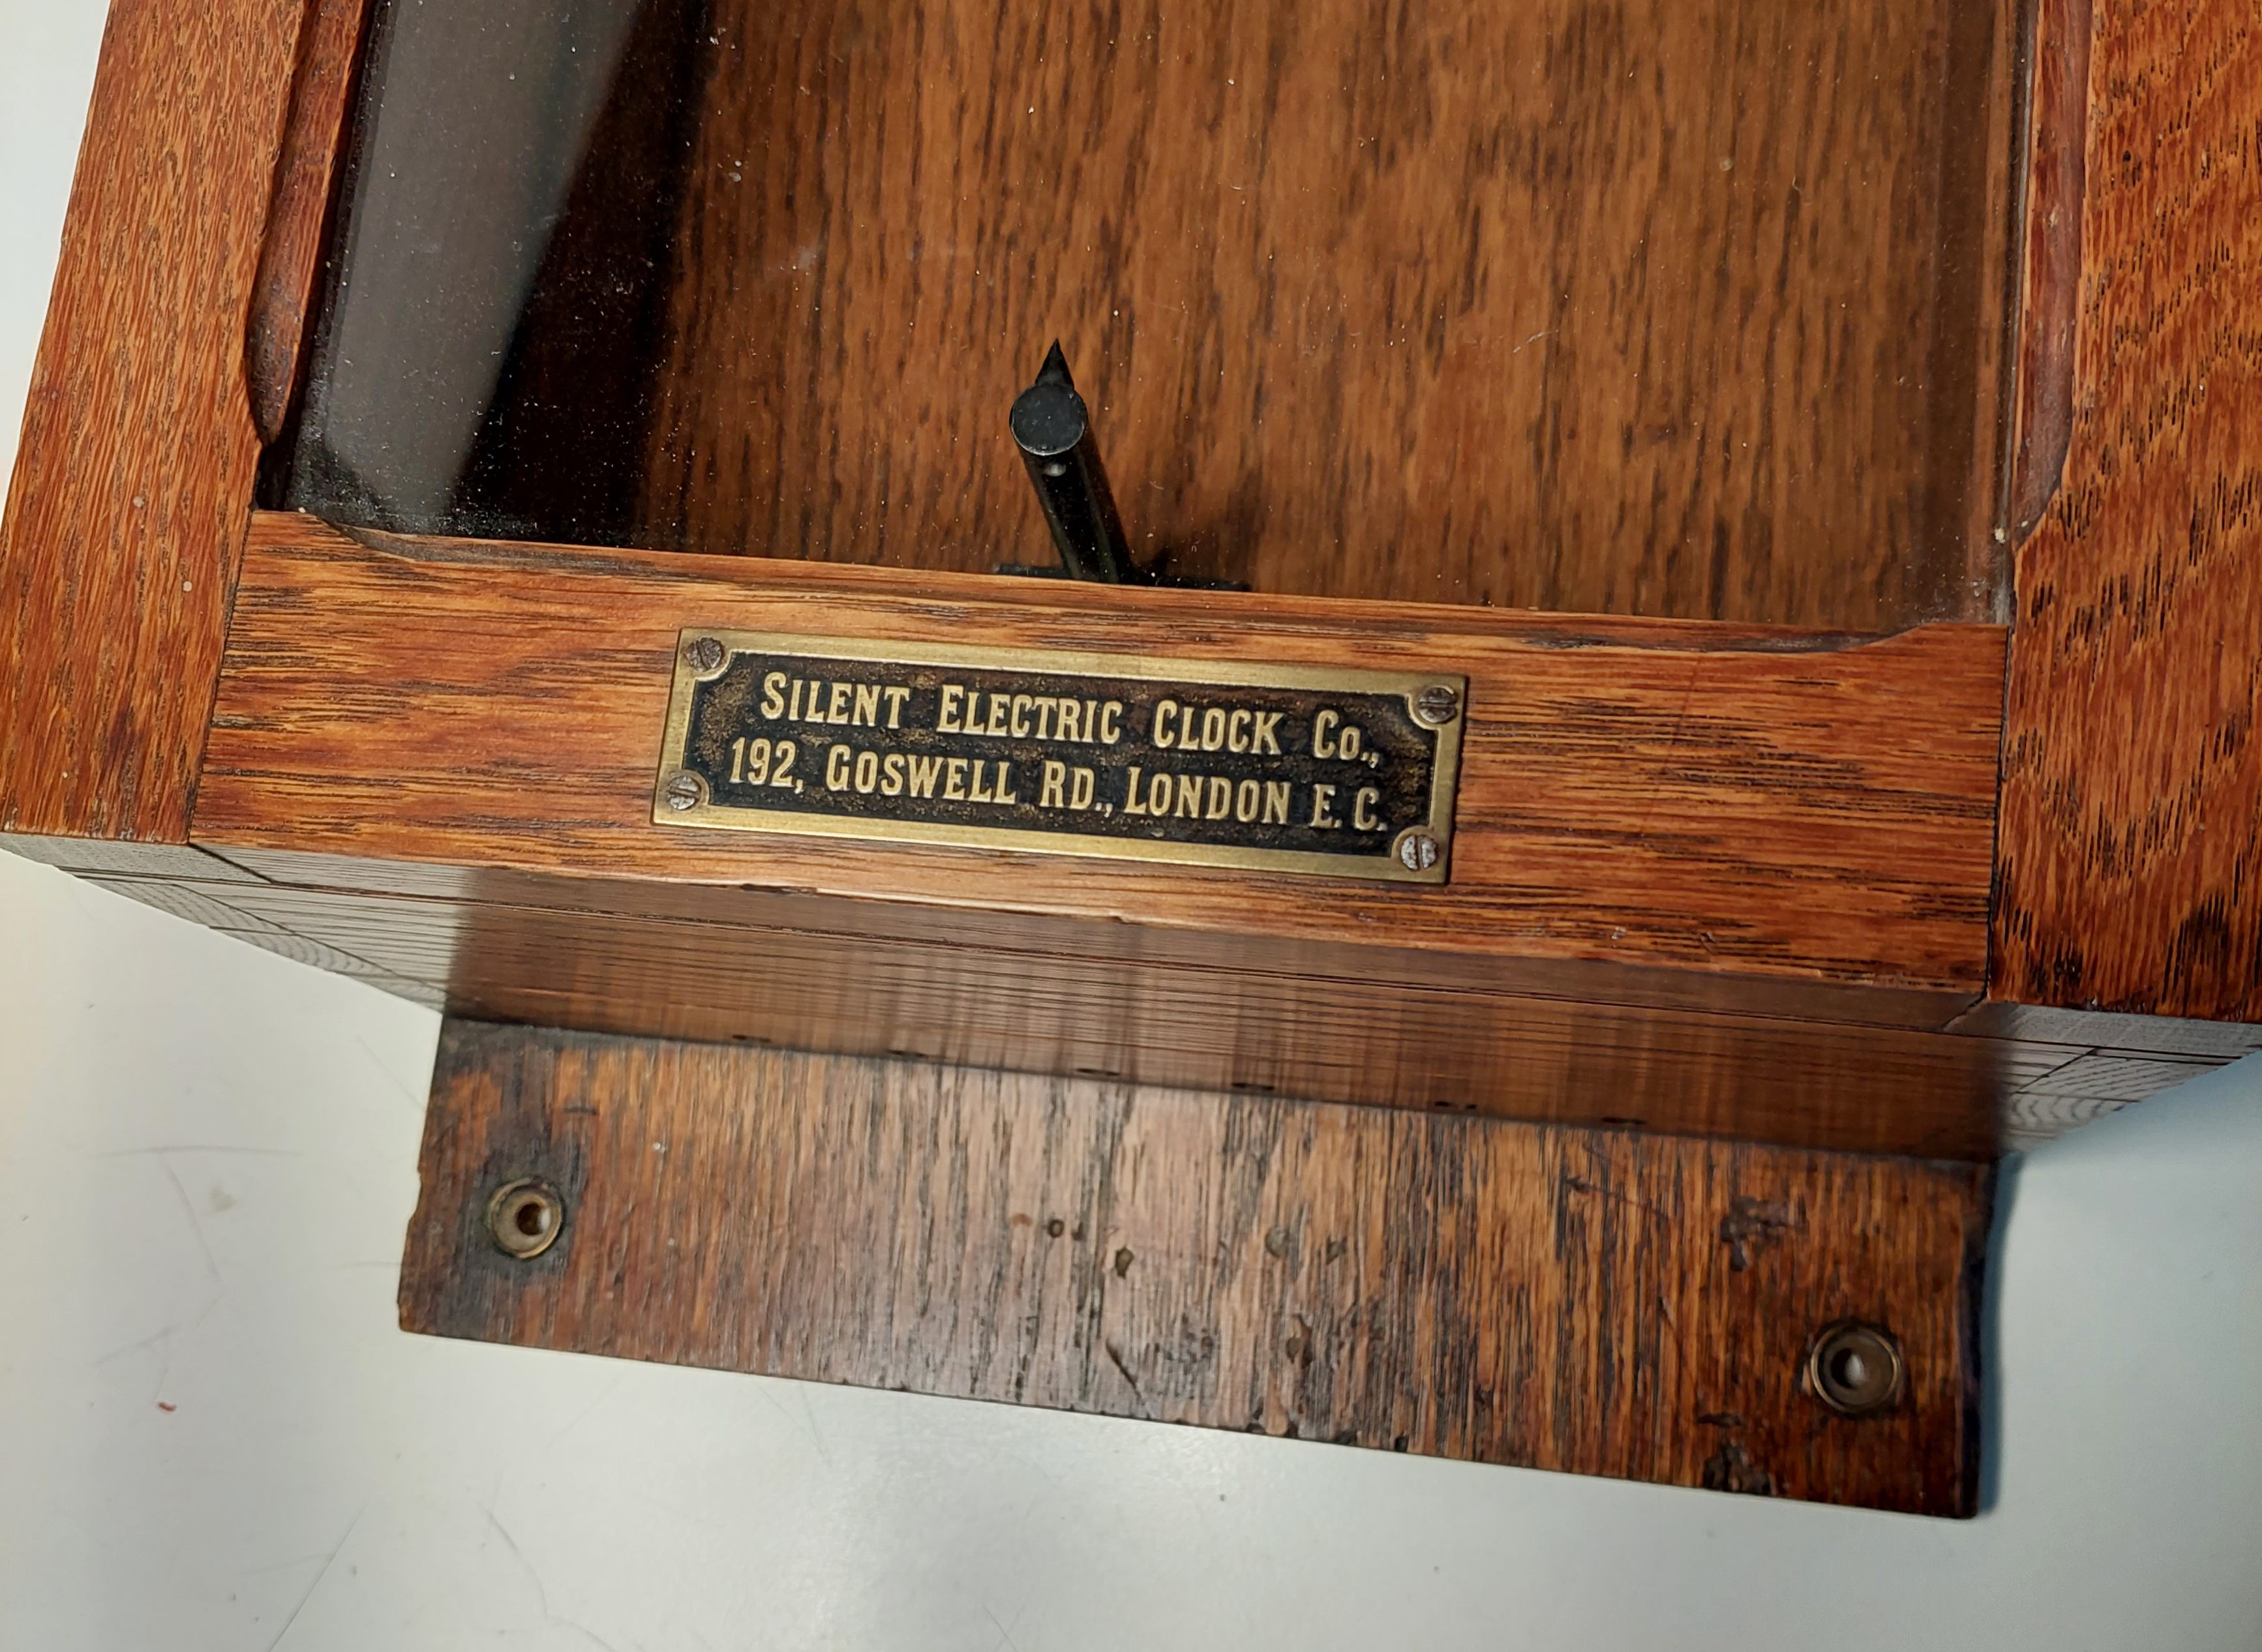 SILENT ELECTRIC CLOCK CO.,
192, GOSWELL RD., LONDON E.C.